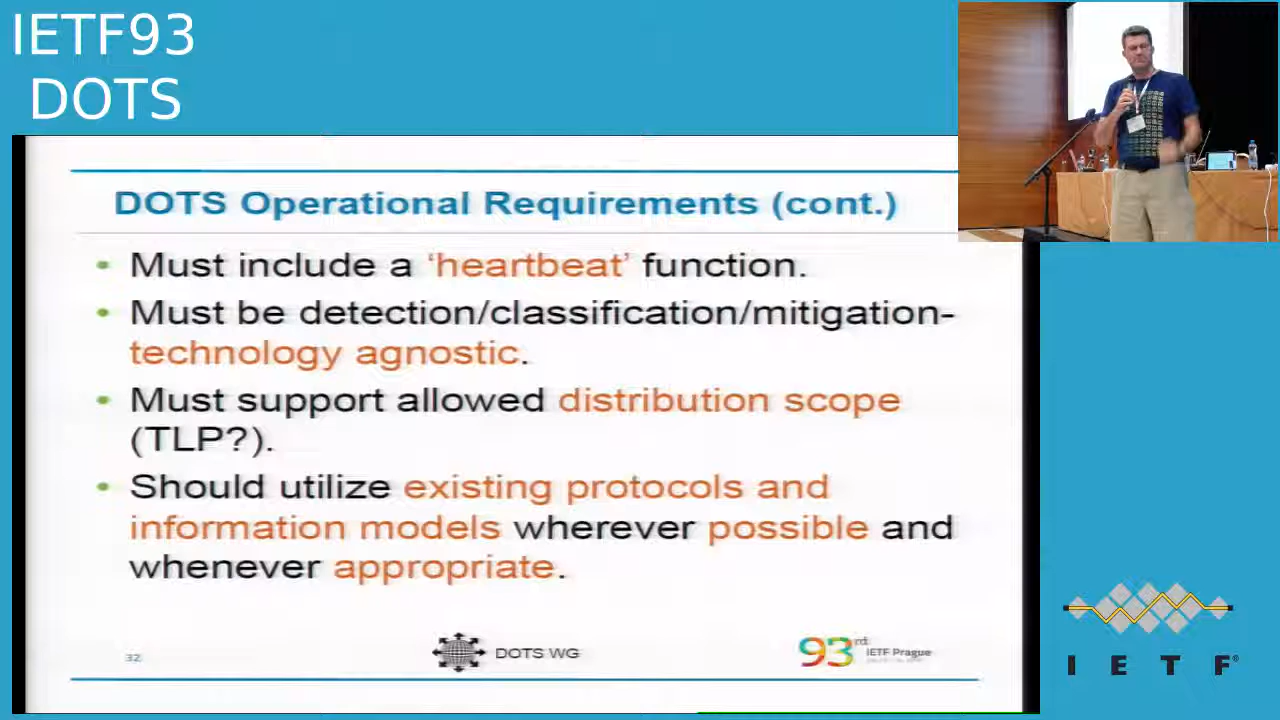 IETF93
DOTS
DOTS Operational Requirements (cont.)
• Must include a ‘heartbeat’ function.
• Must be detection/classification/mitigation-
technology agnostic.
• Must support allowed distribution scope
(TLP?).
• Should utilize existing protocols and
information models wherever possible and
whenever appropriate.
32
DOTS WG
93rd
IETF Prague
I E T F®